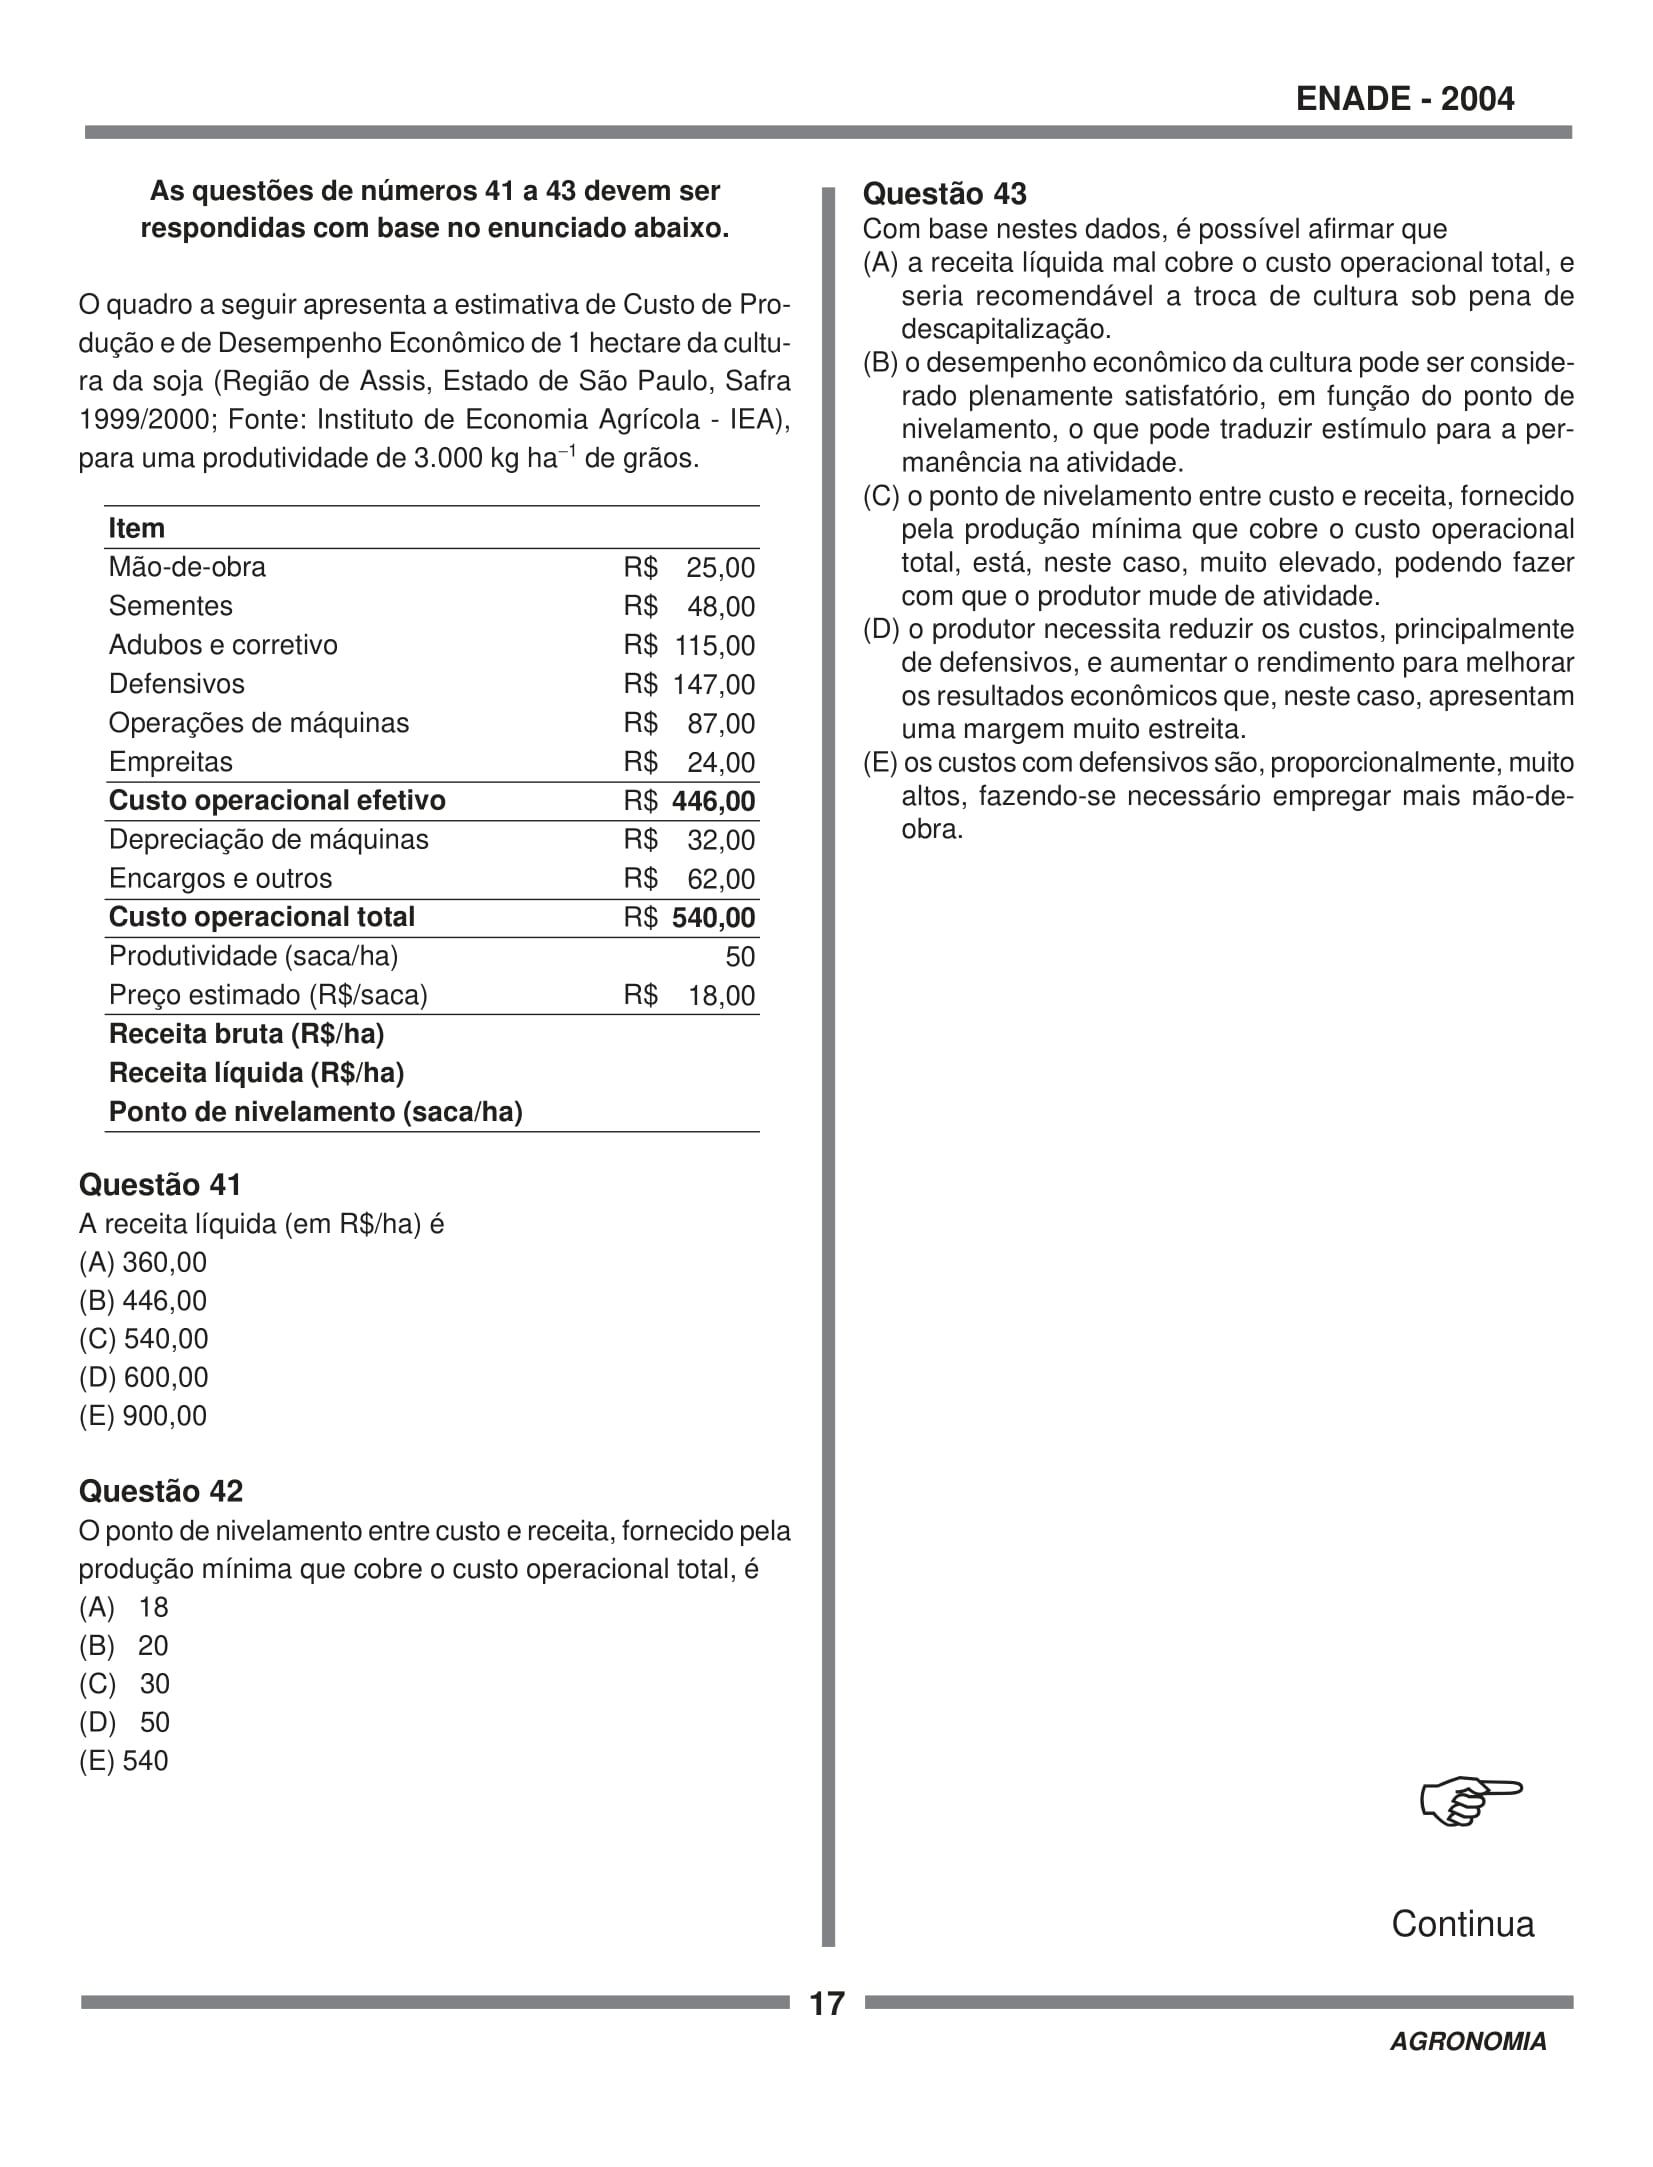 ENADE - 2004
As questões de números 41 a 43 devem ser
respondidas com base no enunciado abaixo.
O quadro a seguir apresenta a estimativa de Custo de Pro-
dução e de Desempenho Econômico de 1 hectare da cultu-
ra da soja (Região de Assis, Estado de São Paulo, Safra
1999/2000; Fonte: Instituto de Economia Agrícola - IEA),
para uma produtividade de 3.000 kg ha⁻¹ de grãos.
Item
Mão-de-obra R$ 25,00
Sementes R$ 48,00
Adubos e corretivo R$ 115,00
Defensivos R$ 147,00
Operações de máquinas R$ 87,00
Empreitas R$ 24,00
Custo operacional efetivo R$ 446,00
Depreciação de máquinas R$ 32,00
Encargos e outros R$ 62,00
Custo operacional total R$ 540,00
Produtividade (saca/ha) 50
Preço estimado (R$/saca) R$ 18,00
Receita bruta (R$/ha)
Receita líquida (R$/ha)
Ponto de nivelamento (saca/ha)
Questão 41
A receita líquida (em R$/ha) é
(A) 360,00
(B) 446,00
(C) 540,00
(D) 600,00
(E) 900,00
Questão 42
O ponto de nivelamento entre custo e receita, fornecido pela
produção mínima que cobre o custo operacional total, é
(A) 18
(B) 20
(C) 30
(D) 50
(E) 540
Questão 43
Com base nestes dados, é possível afirmar que
(A) a receita líquida mal cobre o custo operacional total, e
seria recomendável a troca de cultura sob pena de
descapitalização.
(B) o desempenho econômico da cultura pode ser conside-
rado plenamente satisfatório, em função do ponto de
nivelamento, o que pode traduzir estímulo para a per-
manência na atividade.
(C) o ponto de nivelamento entre custo e receita, fornecido
pela produção mínima que cobre o custo operacional
total, está, neste caso, muito elevado, podendo fazer
com que o produtor mude de atividade.
(D) o produtor necessita reduzir os custos, principalmente
de defensivos, e aumentar o rendimento para melhorar
os resultados econômicos que, neste caso, apresentam
uma margem muito estreita.
(E) os custos com defensivos são, proporcionalmente, muito
altos, fazendo-se necessário empregar mais mão-de-
obra.
Continua
17
AGRONOMIA